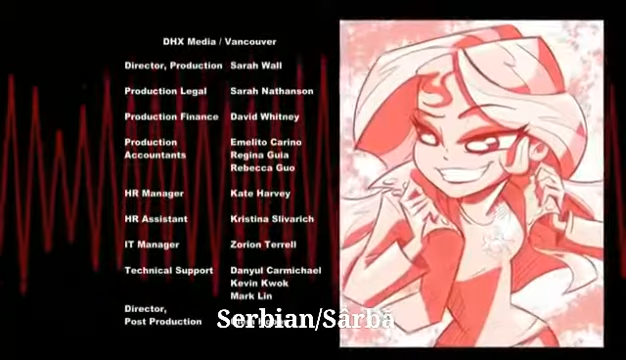 DHX Media / Vancouver
Director, Production Sarah Wall
Production Legal Sarah Nathanson
Production Finance David Whitney
Production Emelito Carino
Accountants Regina Guia
Rebecca Guo
HR Manager Kate Harvey
HR Assistant Kristina Slivarich
IT Manager Zorion Terrell
Technical Support Danyul Carmichael
Kevin Kwok
Mark Lin
Director,
Post Production
Serbian/Sârbă